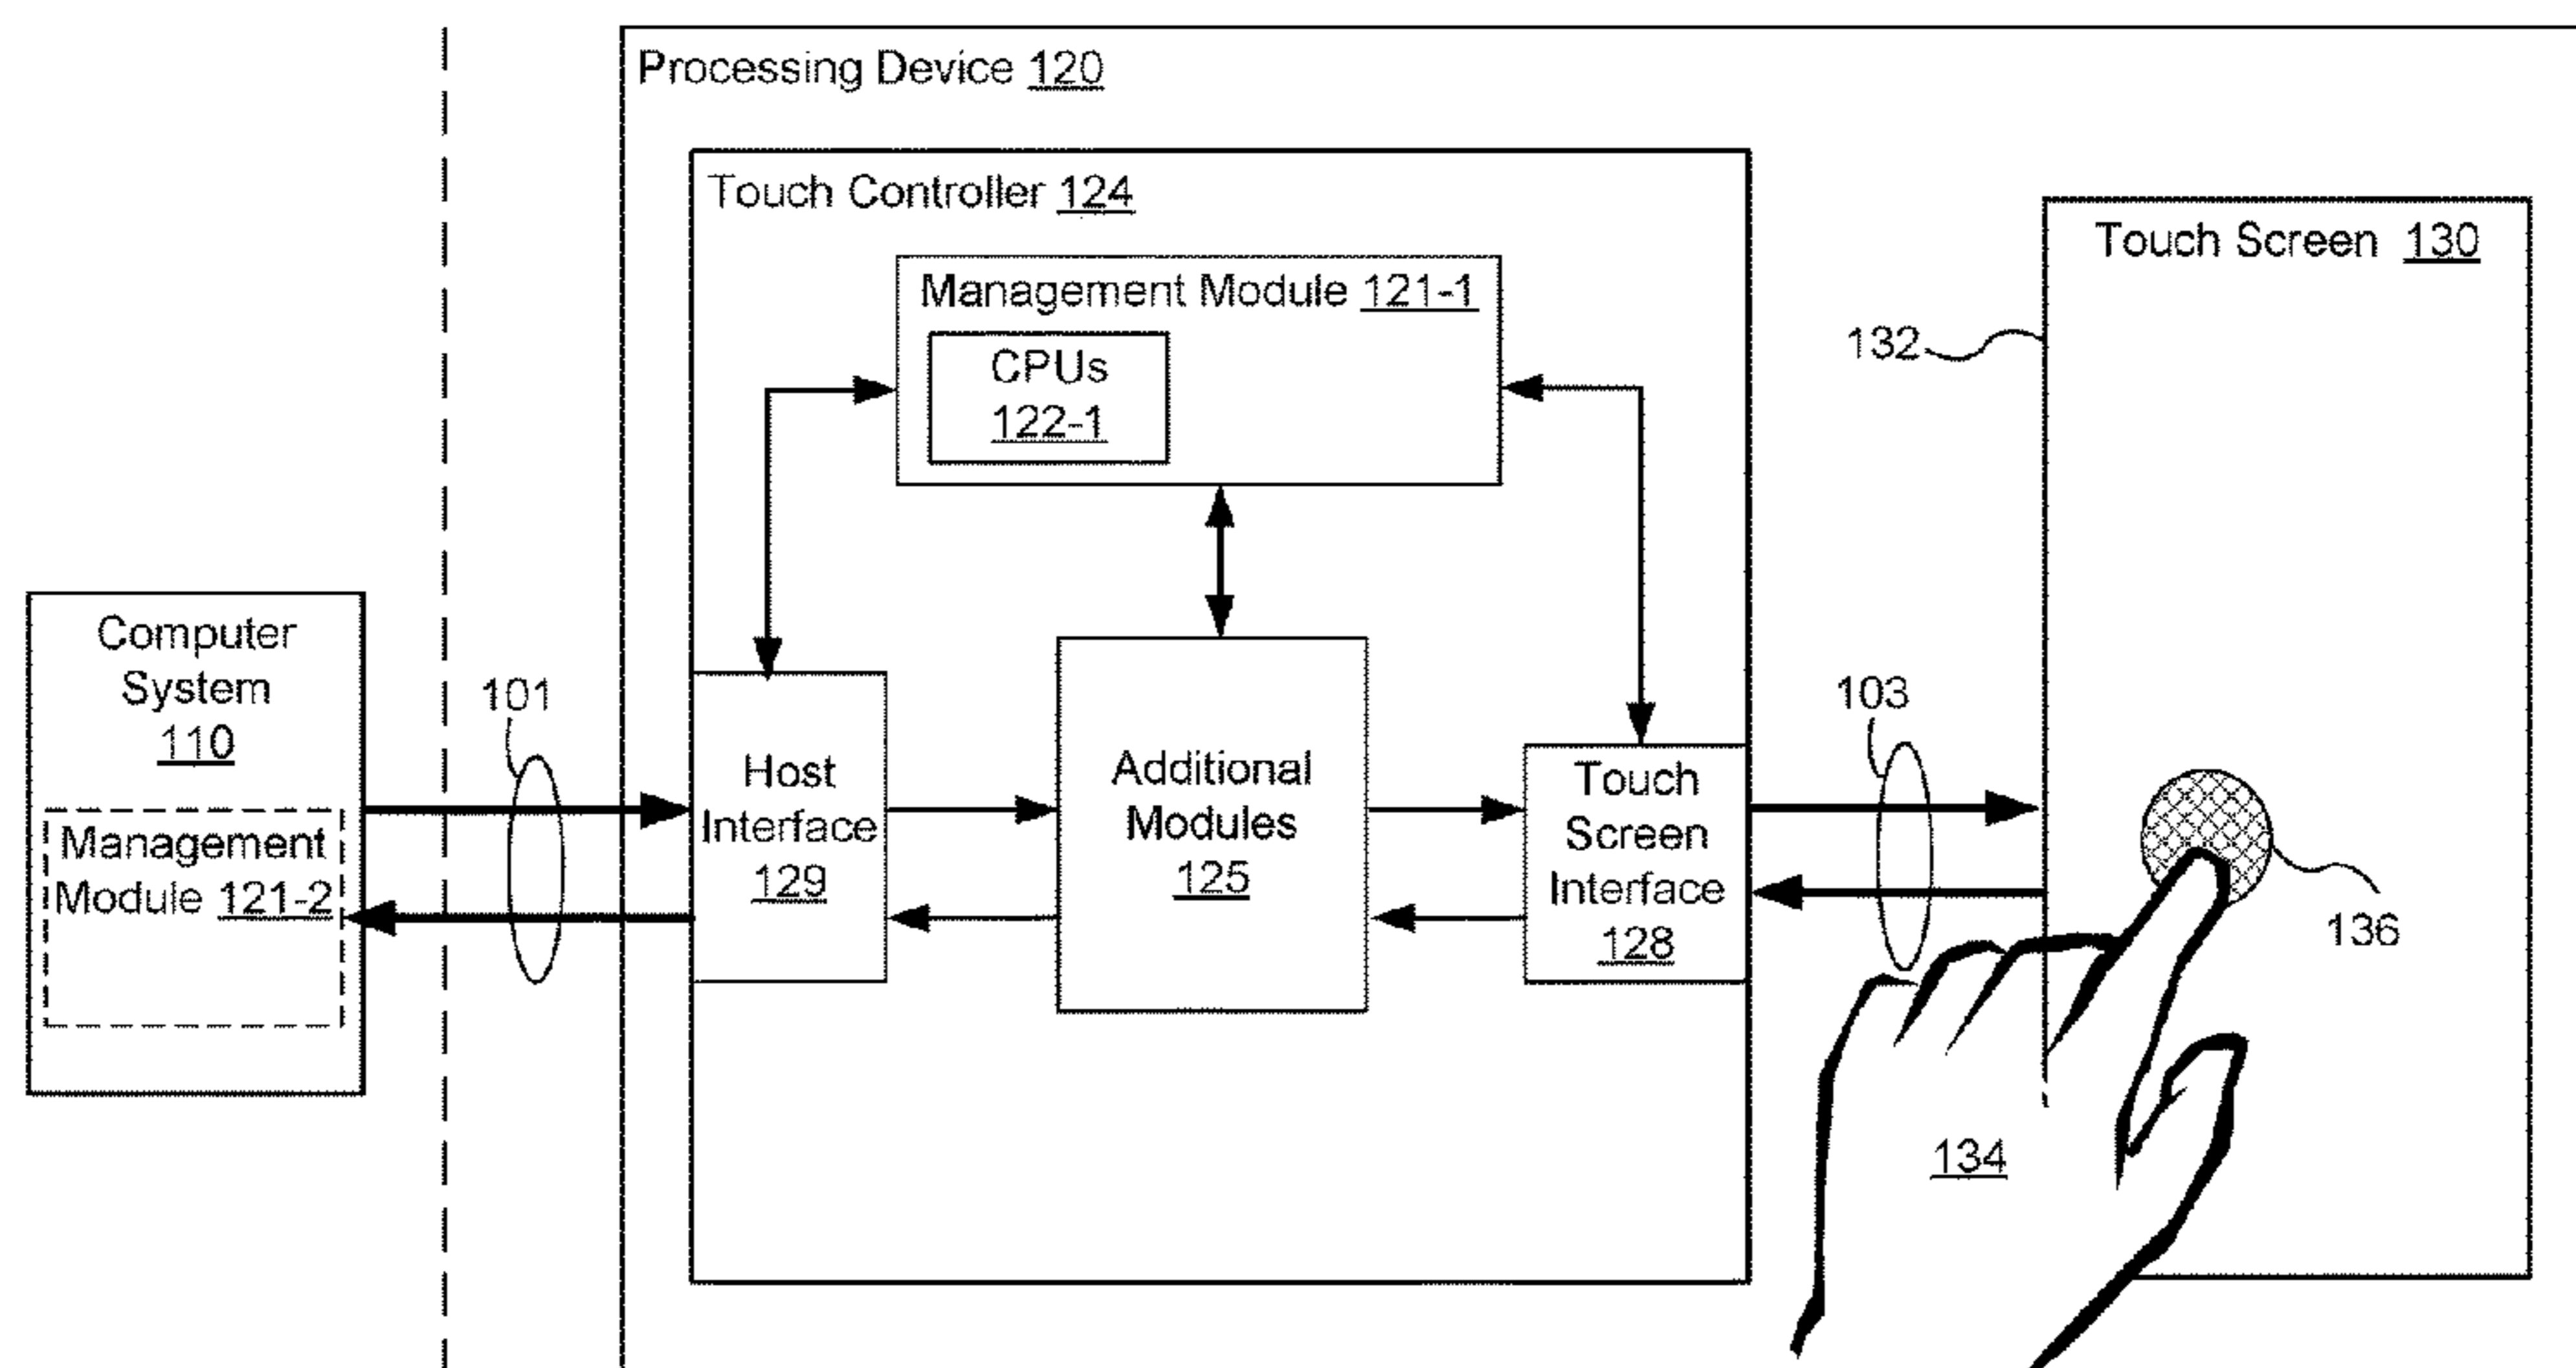 Processing Device 120
Touch Controller 124
Touch Screen 130
Management Module 121-1
132
CPUs
122-1
Computer
System
110
101
103
Management
Module 121-2
Host
Interface
129
Additional
Modules
125
Touch
Screen
Interface
128
136
134